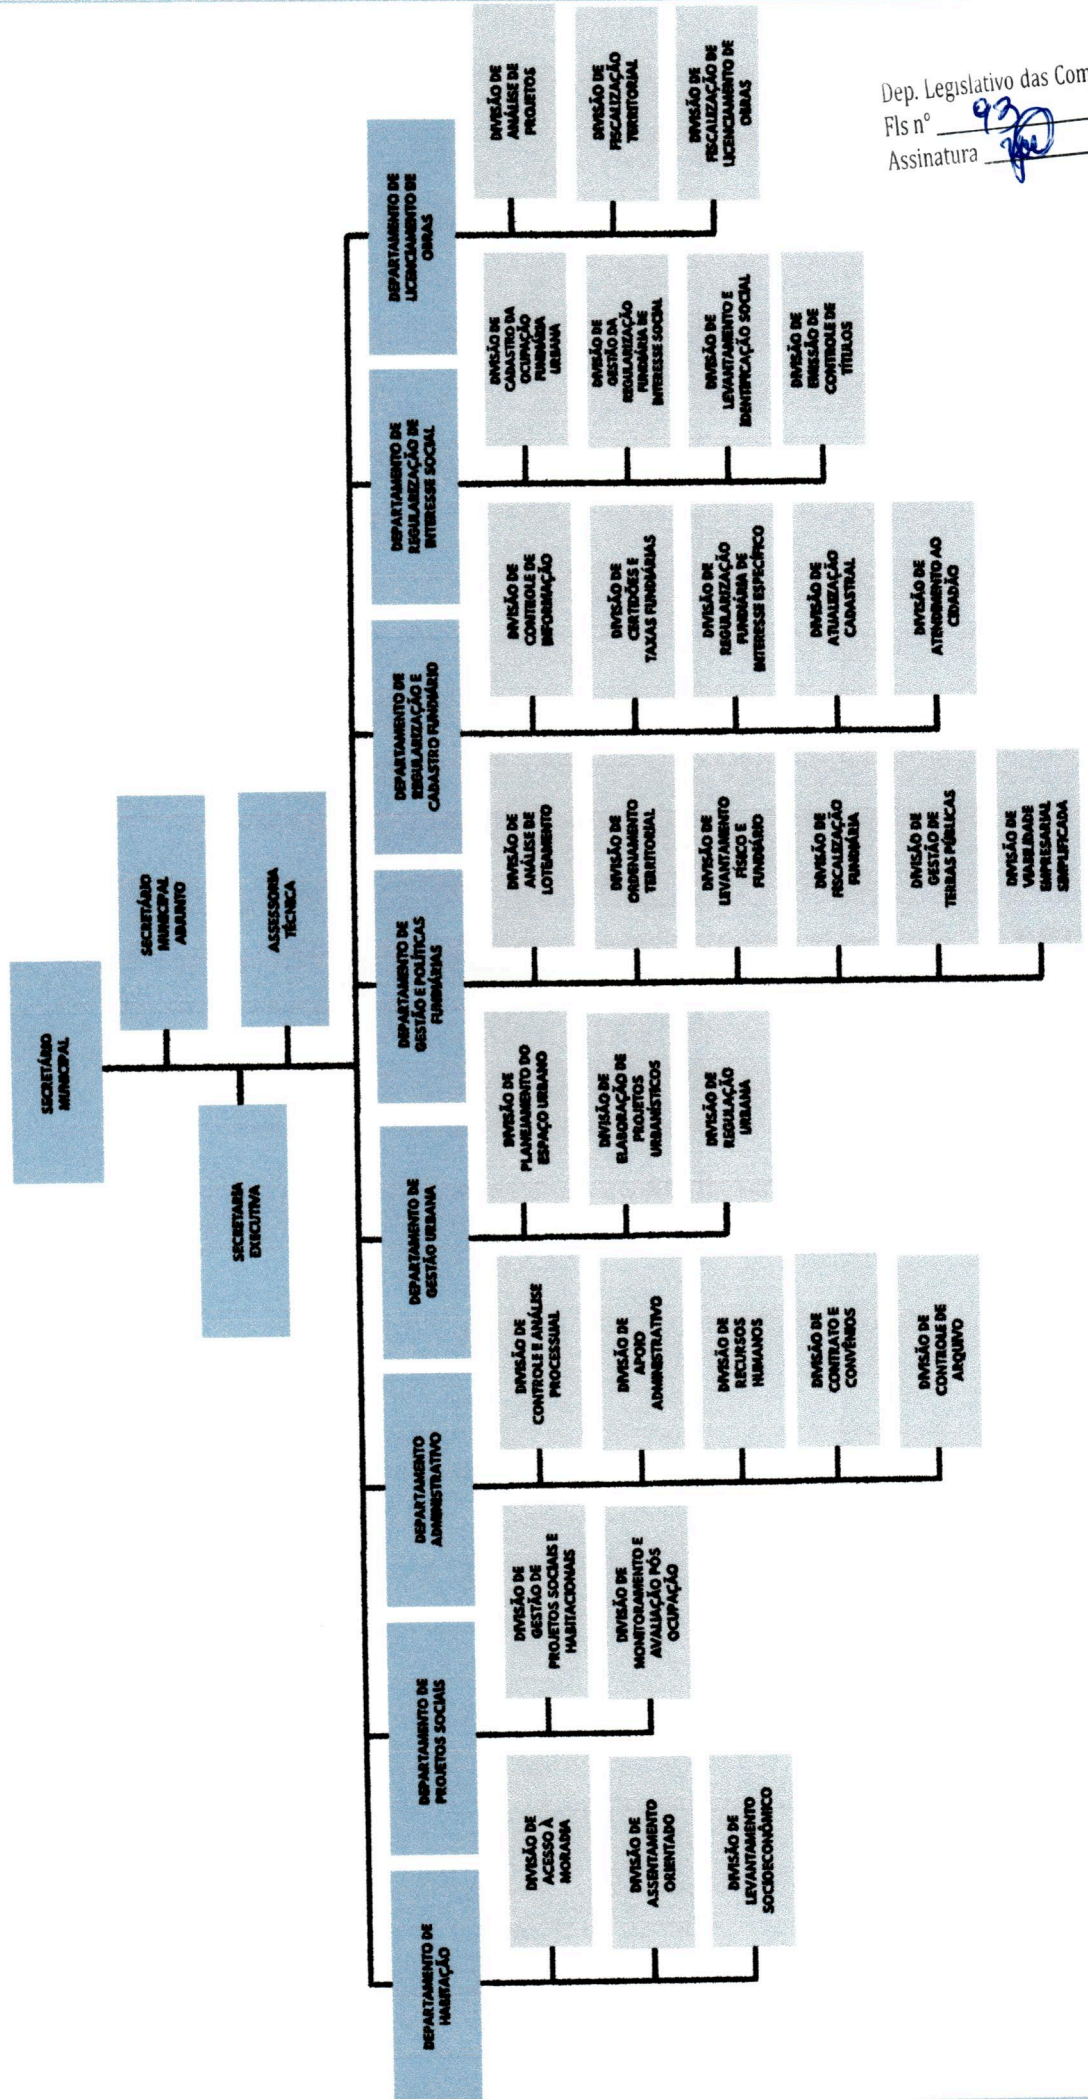 Dep. Legislativo das Com
Fls nº 93
Assinatura
SECRETÁRIO
MUNICIPAL
SECRETÁRIO
MUNICIPAL
ADJUNTO
SECRETARIA
EXECUTIVA
ASSESSORIA
TÉCNICA
DEPARTAMENTO DE
HABITAÇÃO
DIVISÃO DE
ACESSO À
MORADIA
DIVISÃO DE
ASSENTAMENTO
ORIENTADO
DIVISÃO DE
LEVANTAMENTO
SOCIOECONÔMICO
DEPARTAMENTO DE
PROJETOS SOCIAIS
DIVISÃO DE
GESTÃO DE
PROJETOS SOCIAIS E
HABITACIONAIS
DIVISÃO DE
MONITORAMENTO E
AVALIAÇÃO PÓS
OCUPAÇÃO
DEPARTAMENTO
ADMINISTRATIVO
DIVISÃO DE
CONTROLE E ANÁLISE
PROCESSUAL
DIVISÃO DE
APOIO
ADMINISTRATIVO
DIVISÃO DE
RECURSOS
HUMANOS
DIVISÃO DE
CONTRATO E
CONVÊNIOS
DIVISÃO DE
CONTROLE DE
ARQUIVO
DEPARTAMENTO DE
GESTÃO URBANA
DIVISÃO DE
PLANEJAMENTO DO
ESPAÇO URBANO
DIVISÃO DE
ELABORAÇÃO DE
PROJETOS
URBANÍSTICOS
DIVISÃO DE
REGULAÇÃO
URBANA
DEPARTAMENTO DE
GESTÃO E POLÍTICAS
FUNDIÁRIAS
DIVISÃO DE
ANÁLISE DE
LOTEAMENTO
DIVISÃO DE
ORDENAMENTO
TERRITORIAL
DIVISÃO DE
LEVANTAMENTO
FÍSICO E
FUNDIÁRIO
DIVISÃO DE
FISCALIZAÇÃO
FUNDIÁRIA
DIVISÃO DE
GESTÃO DE
TERRAS PÚBLICAS
DIVISÃO DE
VIABILIDADE
EMPRESARIAL
SIMPLIFICADA
DEPARTAMENTO DE
REGULARIZAÇÃO E
CADASTRO FUNDIÁRIO
DIVISÃO DE
CONTROLE DE
INFORMAÇÃO
DIVISÃO DE
CERTIDÕES E
TAXAS FUNDIÁRIAS
DIVISÃO DE
REGULARIZAÇÃO
FUNDIÁRIA DE
INTERESSE ESPECÍFICO
DIVISÃO DE
ATUALIZAÇÃO
CADASTRAL
DIVISÃO DE
ATENDIMENTO AO
CIDADÃO
DEPARTAMENTO DE
REGULARIZAÇÃO DE
INTERESSE SOCIAL
DIVISÃO DE
CADASTRO DA
OCUPAÇÃO
FUNDIÁRIA
URBANA
DIVISÃO DE
GESTÃO DA
REGULARIZAÇÃO
FUNDIÁRIA DE
INTERESSE SOCIAL
DIVISÃO DE
LEVANTAMENTO E
IDENTIFICAÇÃO SOCIAL
DIVISÃO DE
EMISSÃO DE
CONTROLE DE
TÍTULOS
DEPARTAMENTO DE
LICENCIAMENTO DE
OBRAS
DIVISÃO DE
ANÁLISE DE
PROJETOS
DIVISÃO DE
FISCALIZAÇÃO
TERRITORIAL
DIVISÃO DE
FISCALIZAÇÃO DE
LICENCIAMENTO DE
OBRAS